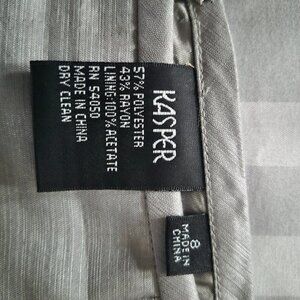 KASPER
57% POLYESTER
43% RAYON
LINING:100% ACETATE
RN 54050
MADE IN CHINA
DRY CLEAN
8
MADE IN
CHINA